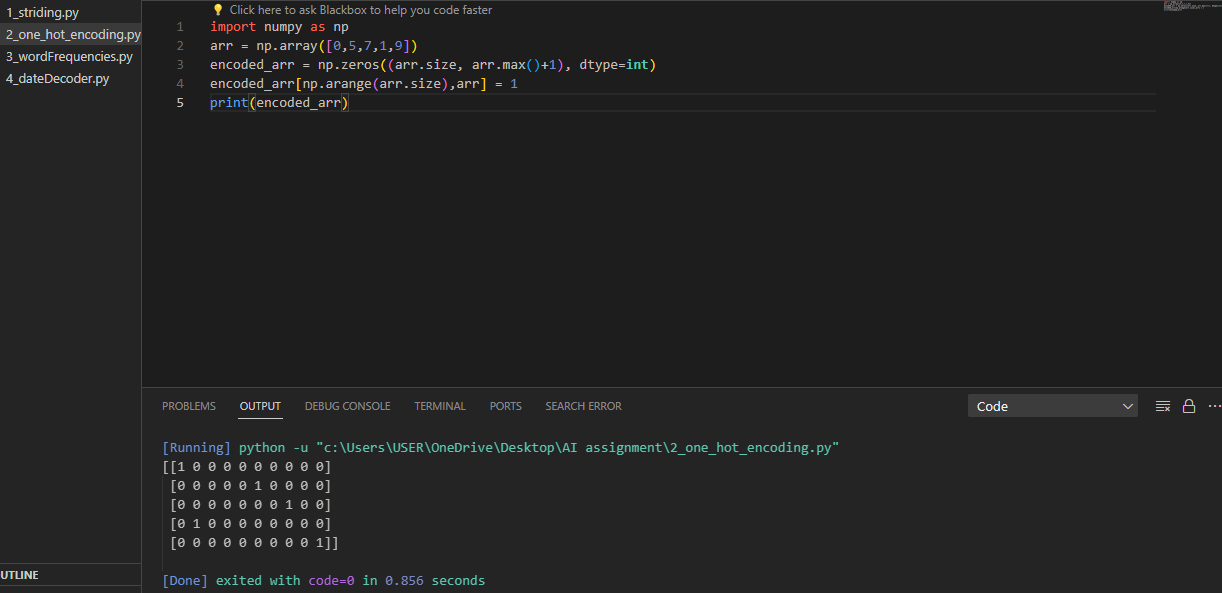 1_striding.py
2_one_hot_encoding.py
3_wordFrequencies.py
4_dateDecoder.py
Click here to ask Blackbox to help you code faster
1 import numpy as np
2 arr = np.array([0,5,7,1,9])
3 encoded_arr = np.zeros((arr.size, arr.max()+1), dtype=int)
4 encoded_arr[np.arange(arr.size),arr] = 1
5 print(encoded_arr)
PROBLEMS OUTPUT DEBUG CONSOLE TERMINAL PORTS SEARCH ERROR
Code
[Running] python -u "c:\Users\USER\OneDrive\Desktop\AI assignment\2_one_hot_encoding.py"
[[1 0 0 0 0 0 0 0 0 0]
[0 0 0 0 0 1 0 0 0 0]
[0 0 0 0 0 0 0 1 0 0]
[0 1 0 0 0 0 0 0 0 0]
[0 0 0 0 0 0 0 0 0 1]]
UTLINE
[Done] exited with code=0 in 0.856 seconds